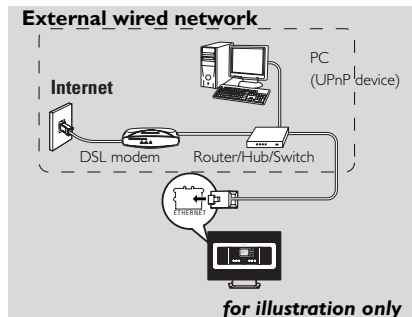 External wired network
Internet
PC
(UPnP device)
DSL modem
Router/Hub/Switch
ETHERNET
for illustration only